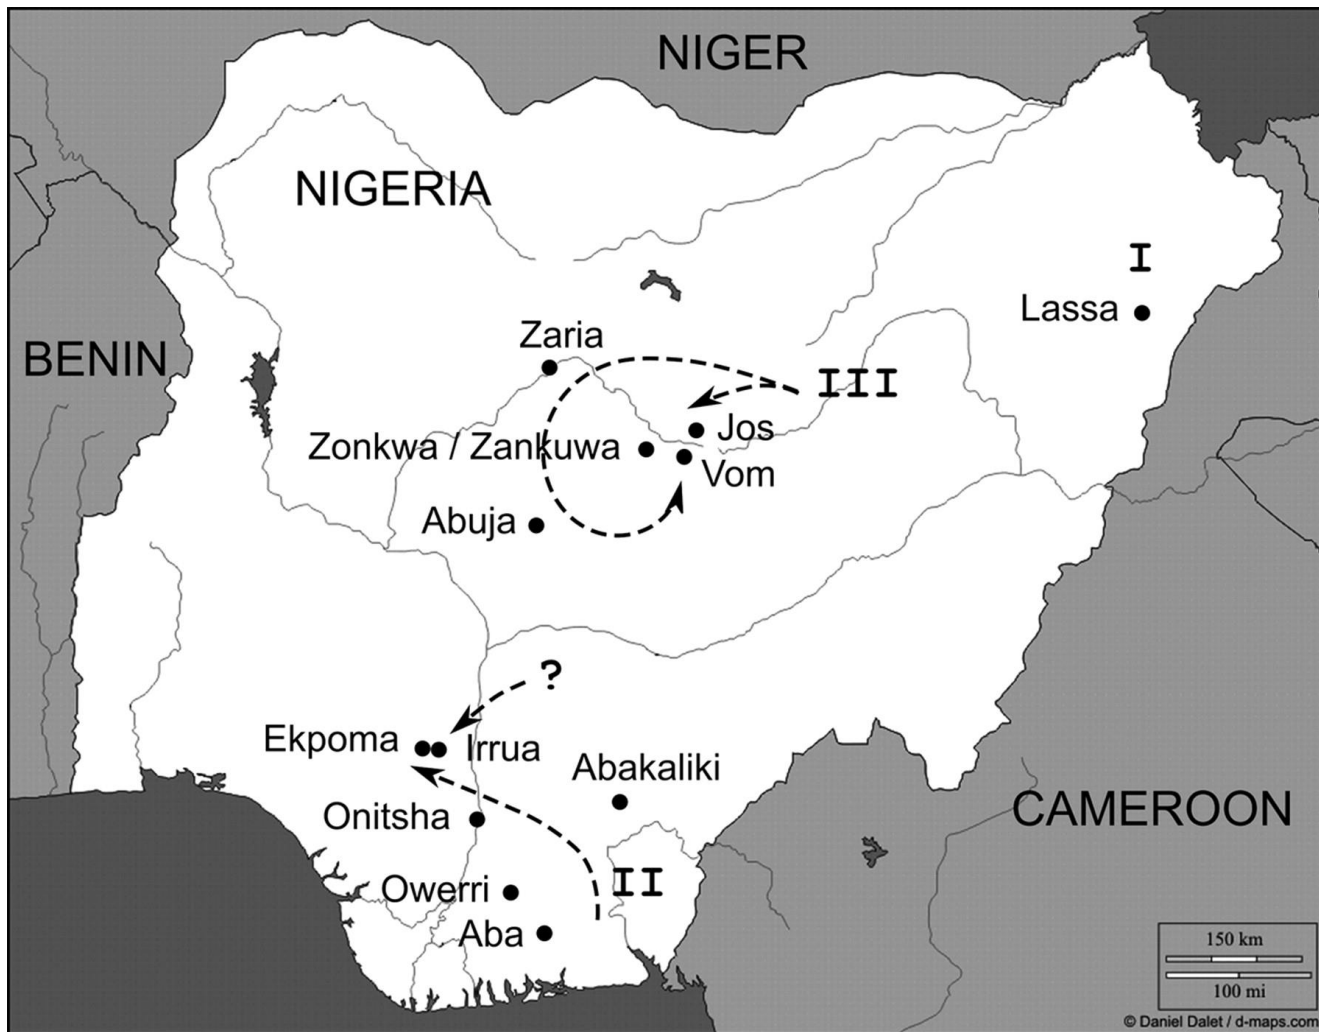 NIGER
NIGERIA
I
Lassa
BENIN
Zaria
III
Jos
Zonkwa / Zankuwa
Vom
Abuja
?
Ekpoma
Irrua
Abakaliki
CAMEROON
Onitsha
II
Owerri
Aba
150 km
100 mi
© Daniel Dalet / d-maps.com